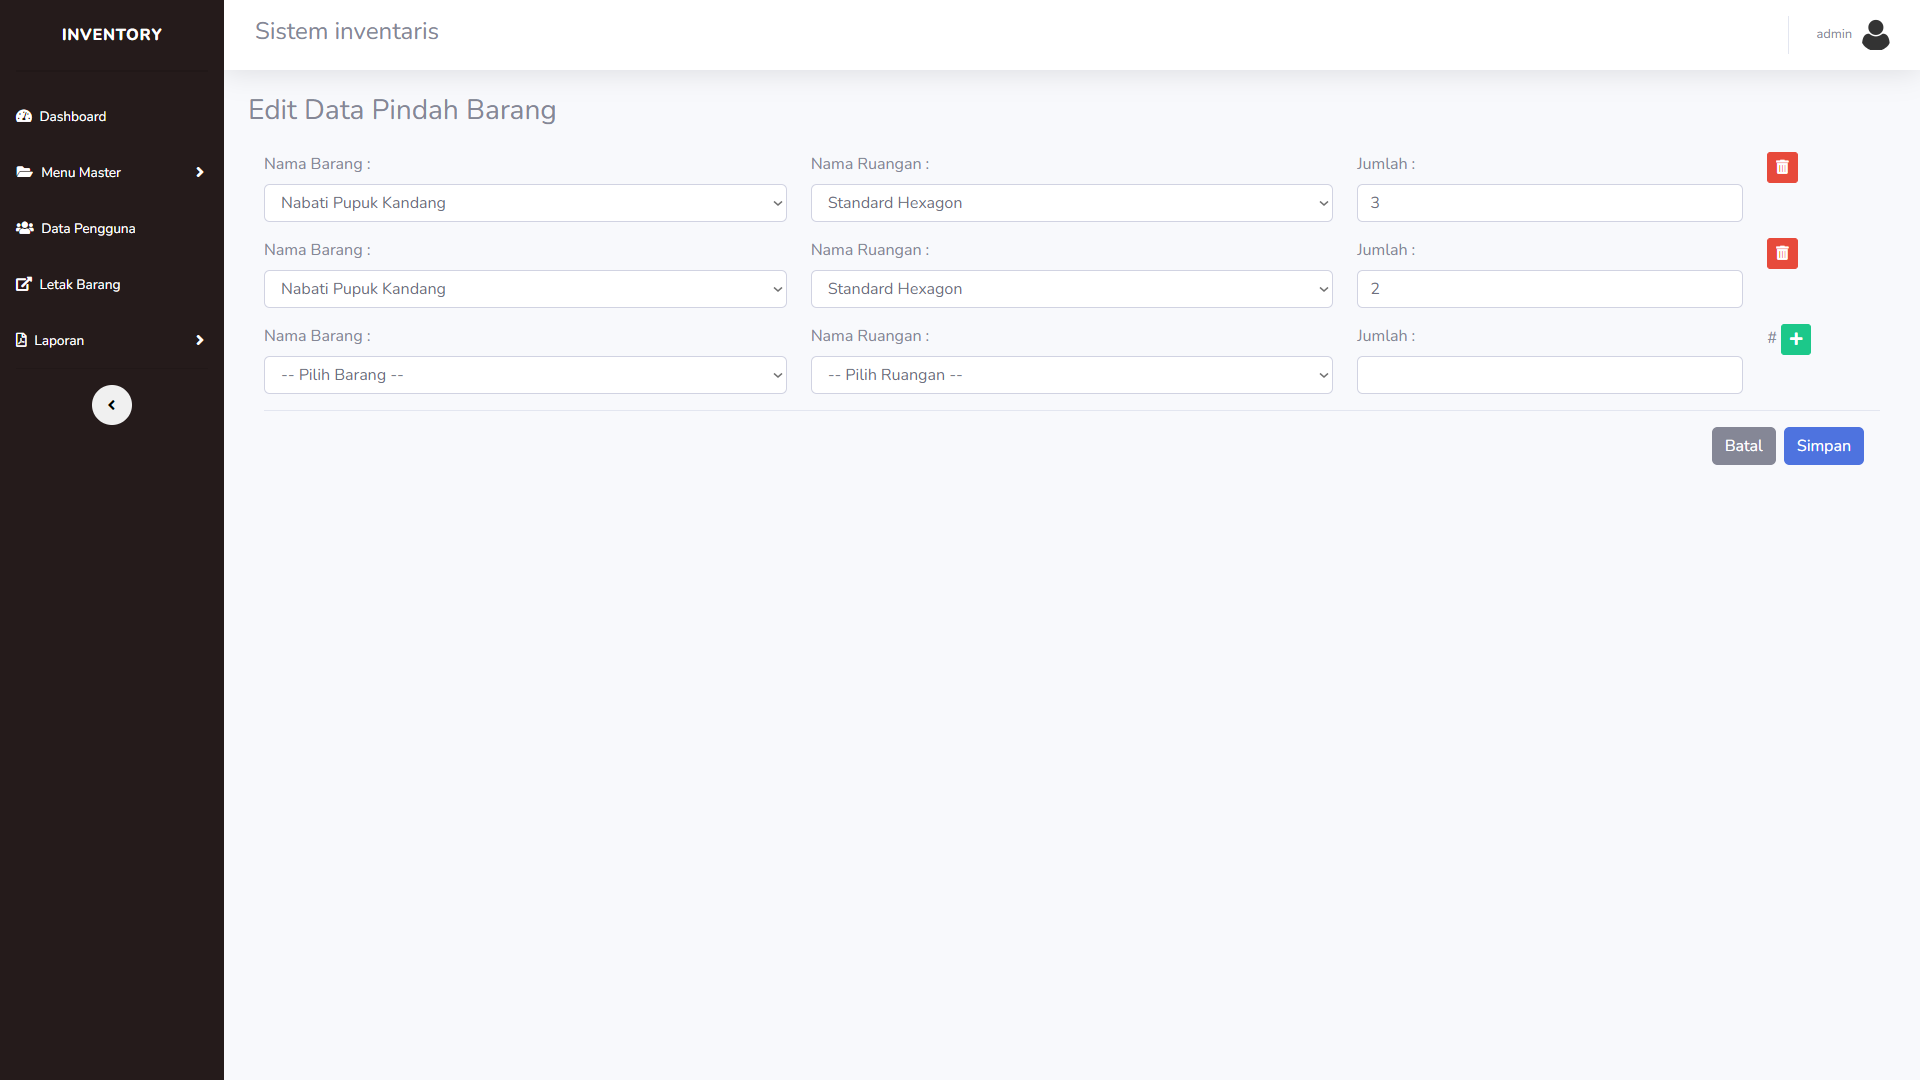 INVENTORY
Sistem inventaris
admin
Dashboard
Menu Master
Data Pengguna
Letak Barang
Laporan
Edit Data Pindah Barang
Nama Barang : Nama Ruangan : Jumlah :
Nabati Pupuk Kandang Standard Hexagon 3
Nama Barang : Nama Ruangan : Jumlah :
Nabati Pupuk Kandang Standard Hexagon 2
Nama Barang : Nama Ruangan : Jumlah : #
-- Pilih Barang -- -- Pilih Ruangan --
Batal Simpan